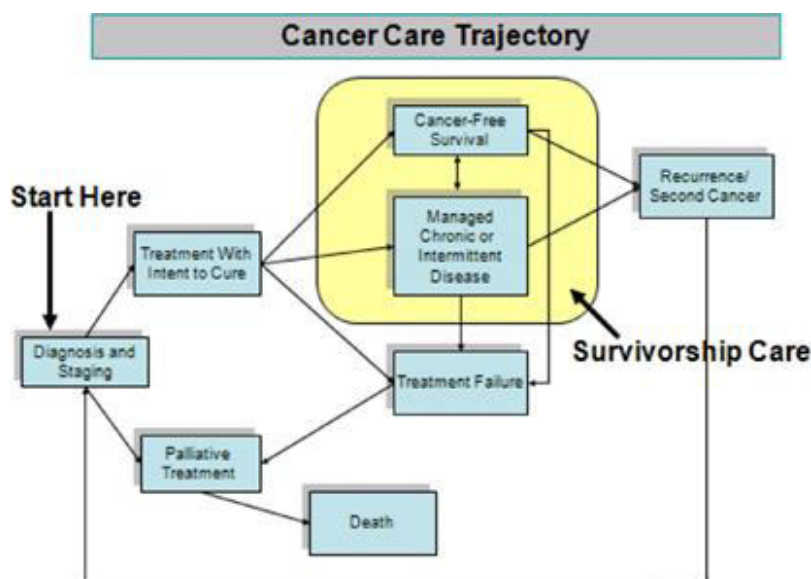 Cancer Care Trajectory
Cancer-Free
Survival
Recurrence/
Second Cancer
Start Here
Managed
Chronic or
Intermittent
Disease
Treatment With
Intent to Cure
Survivorship Care
Diagnosis and
Staging
Treatment Failure
Palliative
Treatment
Death